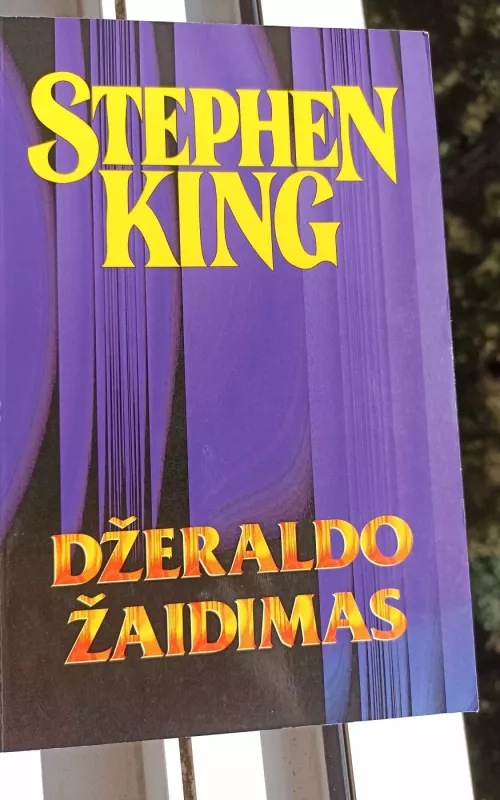 STEPHEN
KING
DŽERALDO
ŽAIDIMAS